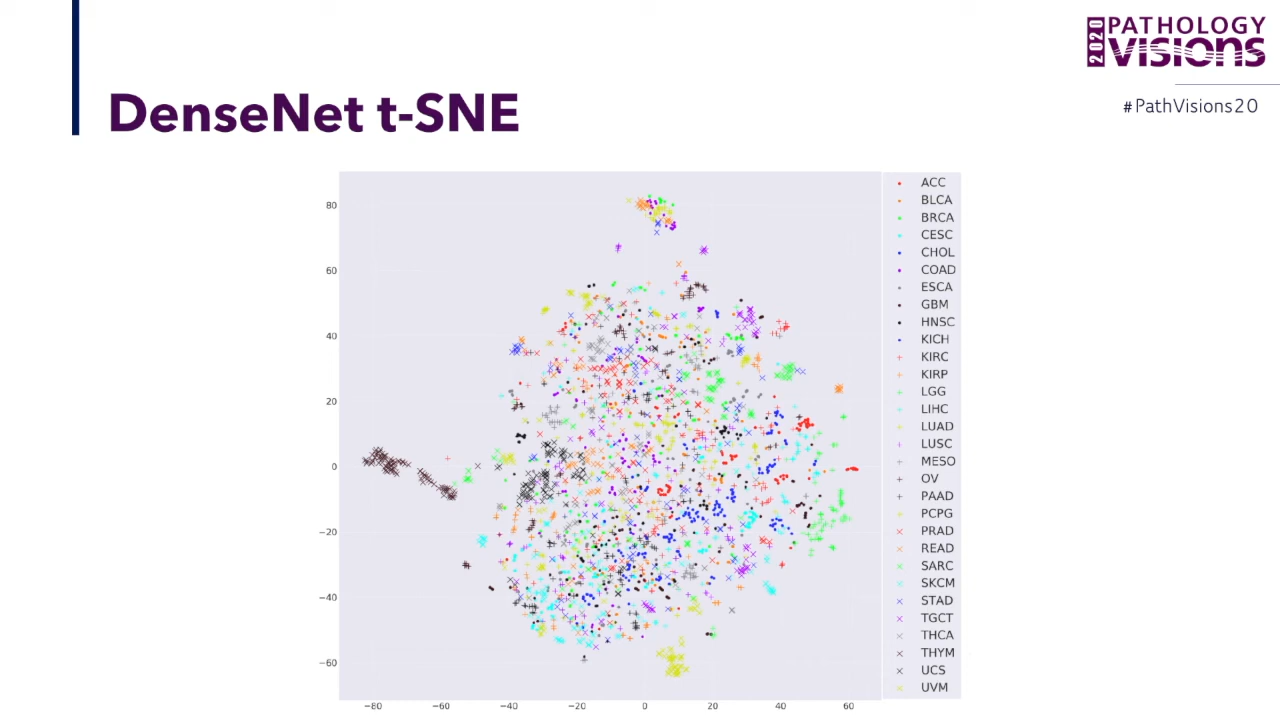 2020 PATHOLOGY
VISIONS
#PathVisions20
DenseNet t-SNE
80
60
40
20
0
−20
−40
−60
−80
−60
−40
−20
0
20
40
60
ACC
BLCA
BRCA
CESC
CHOL
COAD
ESCA
GBM
HNSC
KICH
KIRC
KIRP
LGG
LIHC
LUAD
LUSC
MESO
OV
PAAD
PCPG
PRAD
READ
SARC
SKCM
STAD
TGCT
THCA
THYM
UCS
UVM